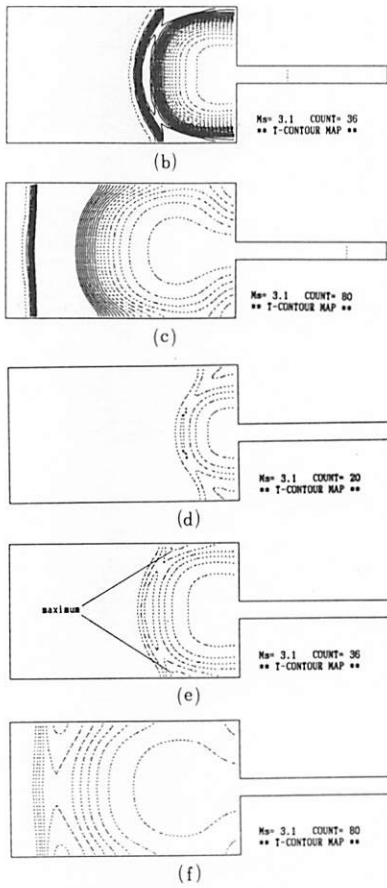 Ms= 3.1 COUNT= 36
** T-CONTOUR MAP **
(b)
Ms= 3.1 COUNT= 80
** T-CONTOUR MAP **
(c)
Ms= 3.1 COUNT= 20
** T-CONTOUR MAP **
(d)
maximum
Ms= 3.1 COUNT= 36
** T-CONTOUR MAP **
(e)
Ms= 3.1 COUNT= 80
** T-CONTOUR MAP **
(f)